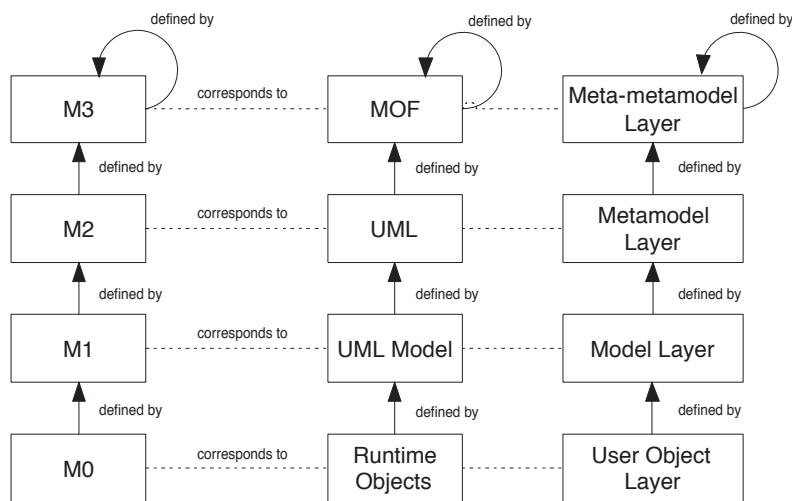 defined by
defined by
defined by
M3
corresponds to
MOF
Meta-metamodel
Layer
defined by
defined by
defined by
M2
corresponds to
UML
Metamodel
Layer
defined by
defined by
defined by
M1
corresponds to
UML Model
Model Layer
defined by
defined by
defined by
M0
corresponds to
Runtime
Objects
User Object
Layer